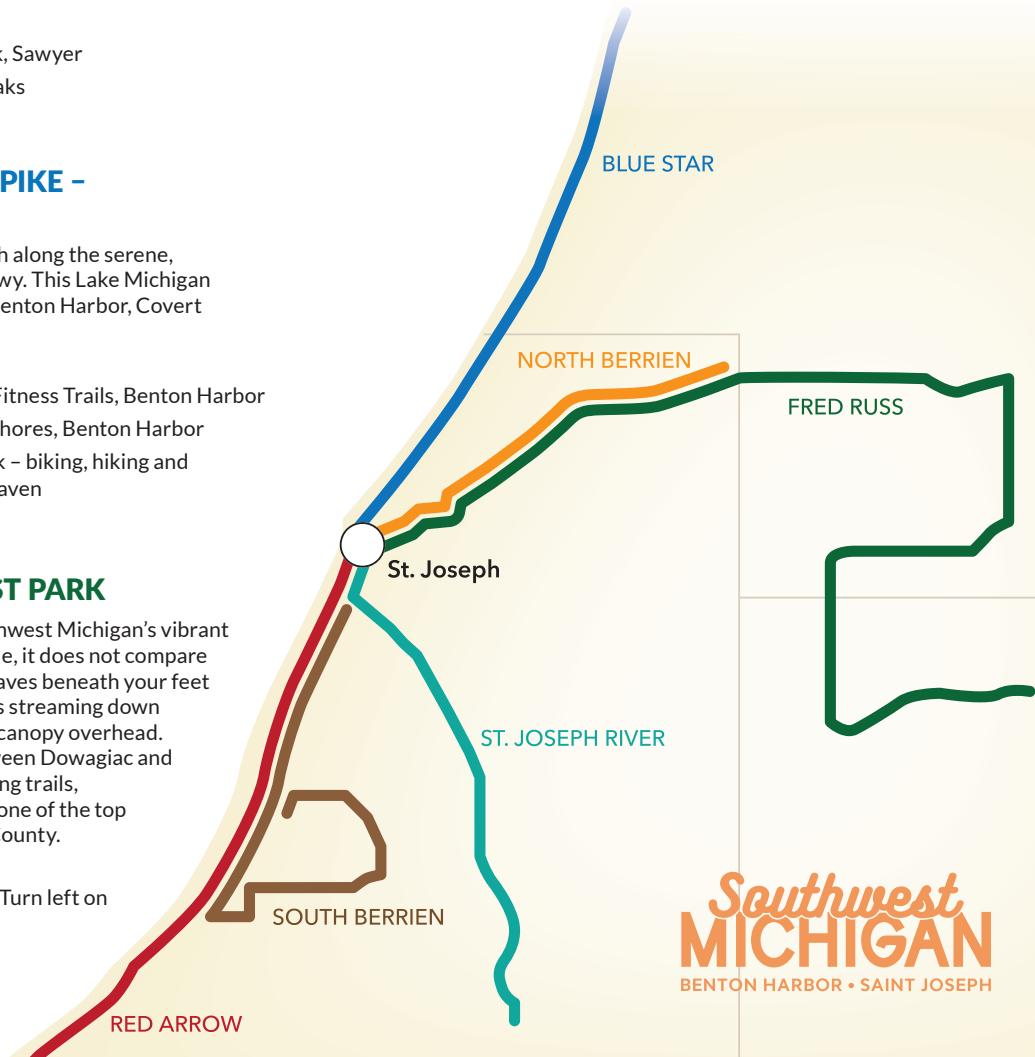 , Sawyer
aks
PIKE –
h along the serene,
wy. This Lake Michigan
enton Harbor, Covert
Fitness Trails, Benton Harbor
hores, Benton Harbor
k – biking, hiking and
aven
ST PARK
hwest Michigan’s vibrant
e, it does not compare
aves beneath your feet
s streaming down
canopy overhead.
veen Dowagiac and
ng trails,
one of the top
County.
Turn left on
BLUE STAR
NORTH BERRIEN
FRED RUSS
St. Joseph
ST. JOSEPH RIVER
SOUTH BERRIEN
RED ARROW
Southwest
MICHIGAN
BENTON HARBOR • SAINT JOSEPH